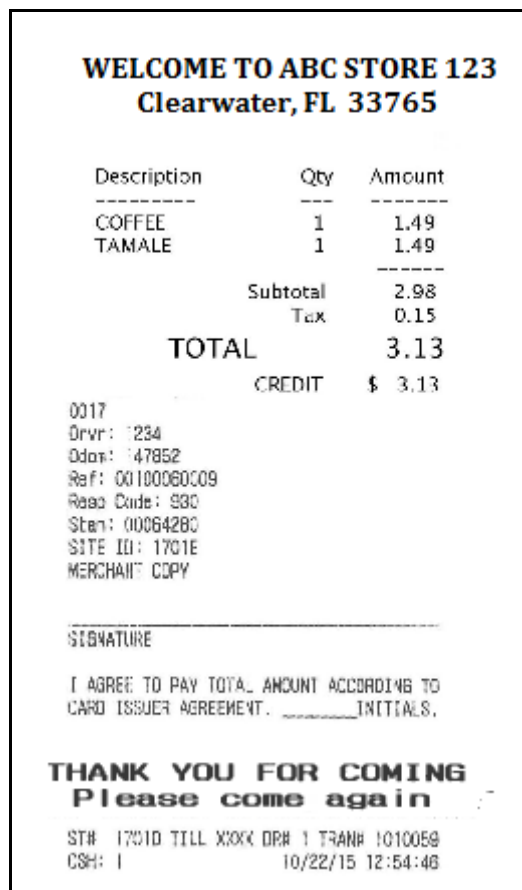 WELCOME TO ABC STORE 123
Clearwater, FL 33765
Description Qty Amount
--------- --- -------
COFFEE 1 1.49
TAMALE 1 1.49
------
Subtotal 2.98
Tax 0.15
TOTAL 3.13
CREDIT $ 3.13
0017
Drvr: 1234
Odom: 147852
Ref: 00100060009
Resp Code: 930
Stan: 00064280
SITE ID: 1701E
MERCHANT COPY
SIGNATURE
I AGREE TO PAY TOTAL AMOUNT ACCORDING TO
CARD ISSUER AGREEMENT. ________INITIALS.
THANK YOU FOR COMING
Please come again
ST# TILL XXXX DR# 1 TRAN# 1010059
CSH: 1 10/22/15 12:54:46